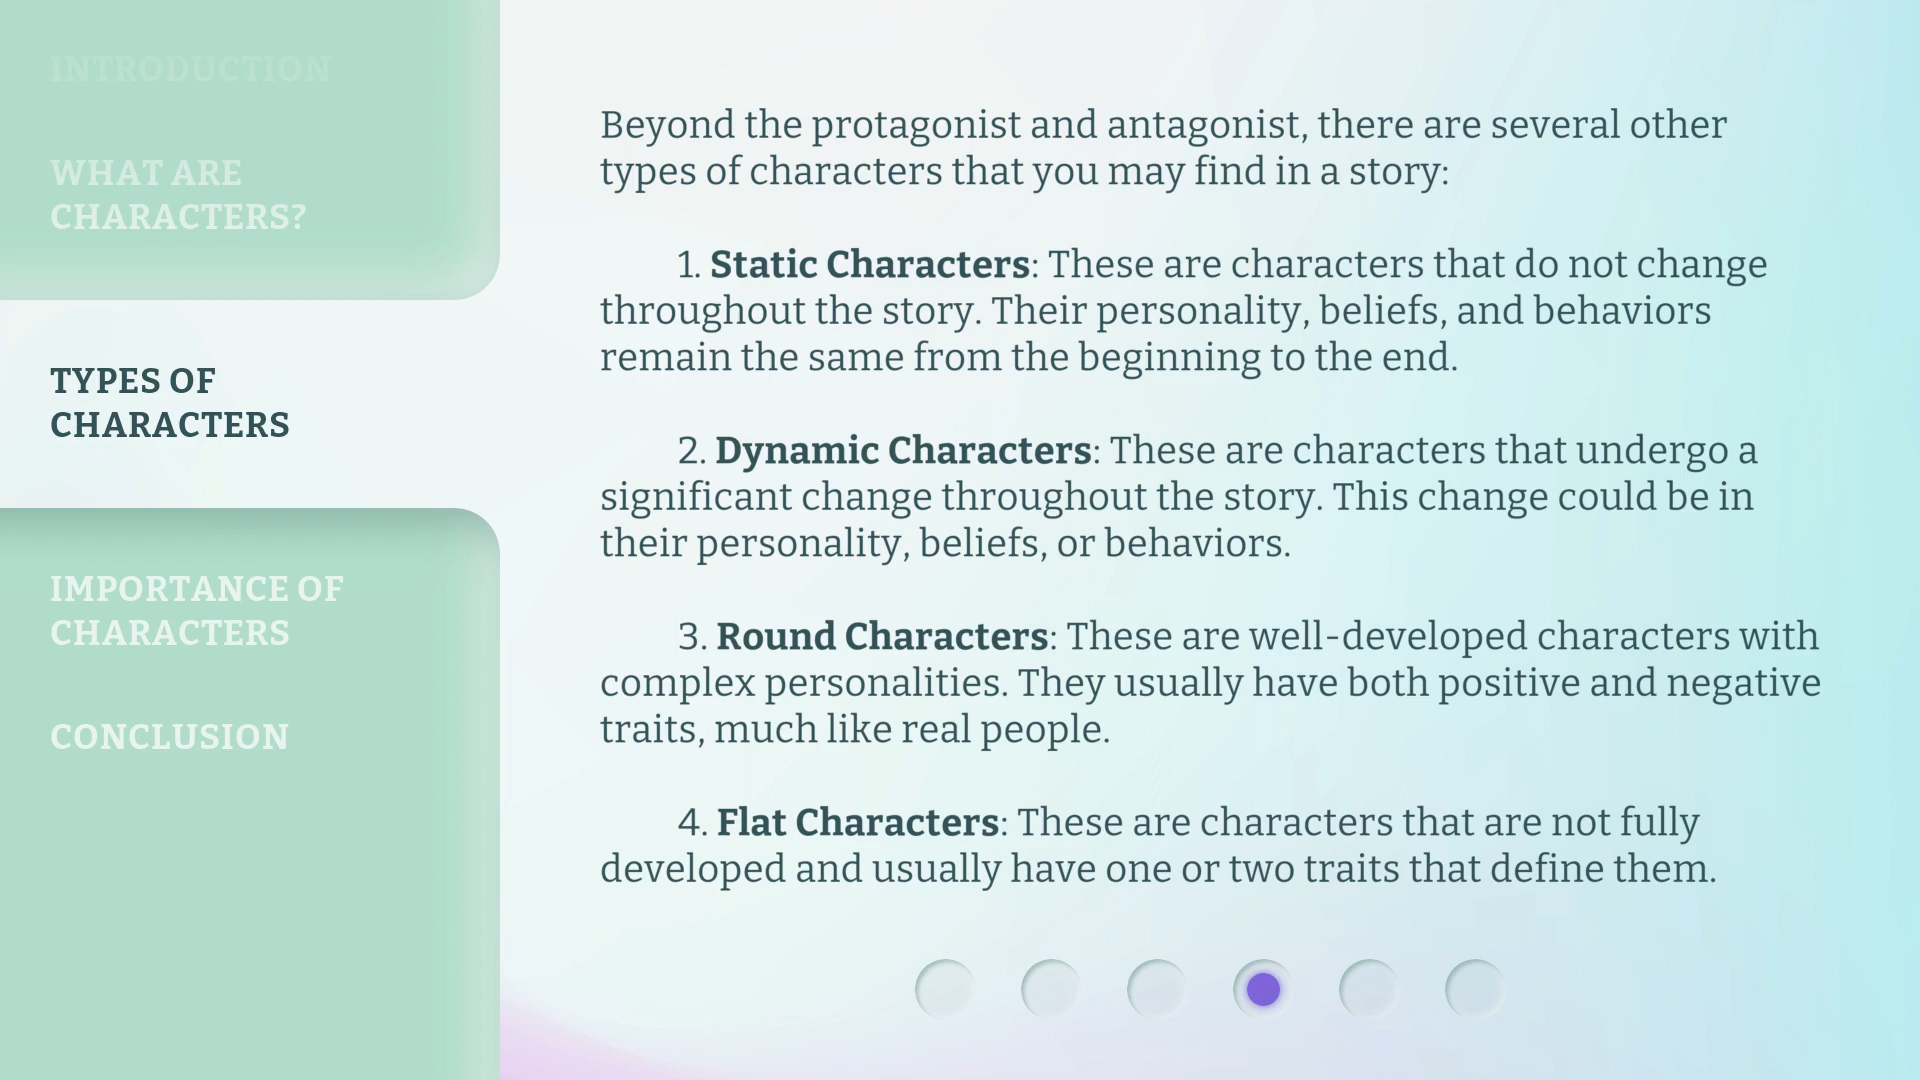 INTRODUCTION
WHAT ARE
CHARACTERS?
TYPES OF
CHARACTERS
IMPORTANCE OF
CHARACTERS
CONCLUSION
Beyond the protagonist and antagonist, there are several other
types of characters that you may find in a story:
1. Static Characters: These are characters that do not change
throughout the story. Their personality, beliefs, and behaviors
remain the same from the beginning to the end.
2. Dynamic Characters: These are characters that undergo a
significant change throughout the story. This change could be in
their personality, beliefs, or behaviors.
3. Round Characters: These are well-developed characters with
complex personalities. They usually have both positive and negative
traits, much like real people.
4. Flat Characters: These are characters that are not fully
developed and usually have one or two traits that define them.